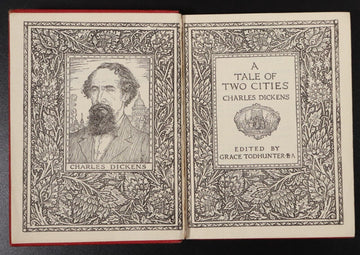 CHARLES DICKENS
A
TALE OF
TWO CITIES
CHARLES DICKENS
EDITED BY
GRACE TODHUNTER·B·A